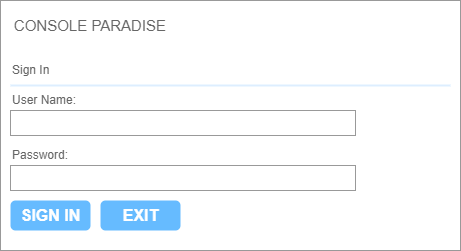 CONSOLE PARADISE
Sign In
User Name:
Password:
SIGN IN EXIT